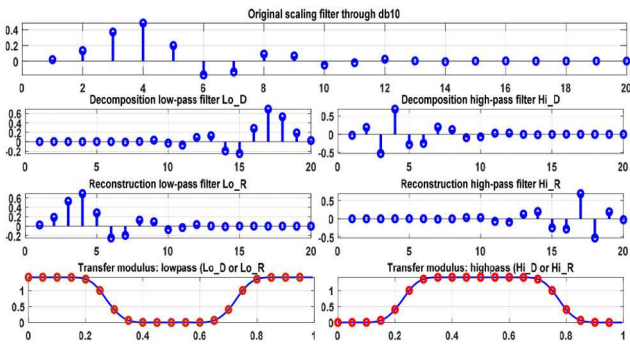 Original scaling filter through db10
0.4
0.2
0
0 2 4 6 8 10 12 14 16 18 20
Decomposition low-pass filter Lo_D
0.6
0.4
0.2
0
-0.2
5 10 15 20
Decomposition high-pass filter Hi_D
0.5
0
-0.5
5 10 15 20
Reconstruction low-pass filter Lo_R
0.6
0.4
0.2
0
-0.2
5 10 15 20
Reconstruction high-pass filter Hi_R
0.5
0
-0.5
5 10 15 20
Transfer modulus: lowpass (Lo_D or Lo_R
1
0.5
0
0 0.2 0.4 0.6 0.8 1
Transfer modulus: highpass (Hi_D or Hi_R
1
0.5
0
0 0.2 0.4 0.6 0.8 1